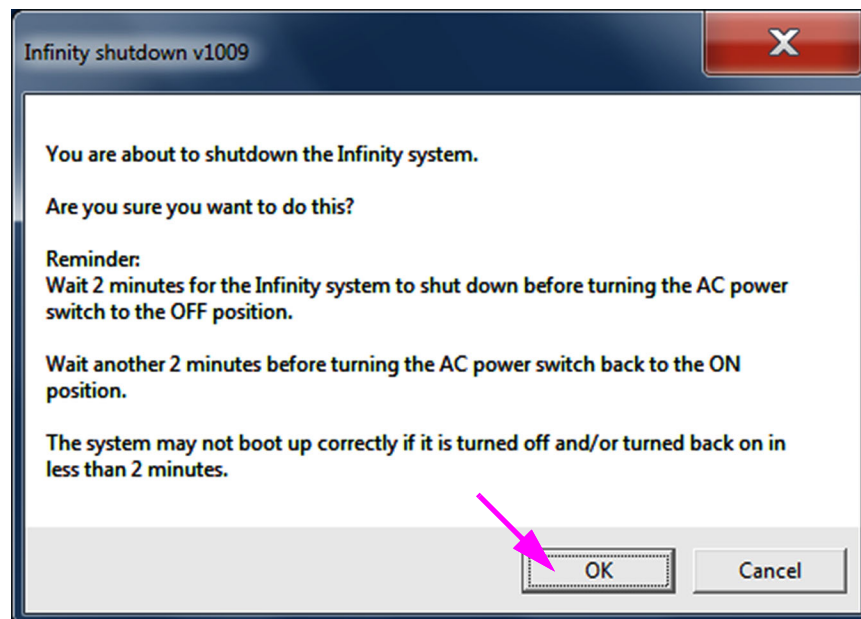 Infinity shutdown v1009
You are about to shutdown the Infinity system.
Are you sure you want to do this?
Reminder:
Wait 2 minutes for the Infinity system to shut down before turning the AC power
switch to the OFF position.
Wait another 2 minutes before turning the AC power switch back to the ON
position.
The system may not boot up correctly if it is turned off and/or turned back on in
less than 2 minutes.
OK
Cancel